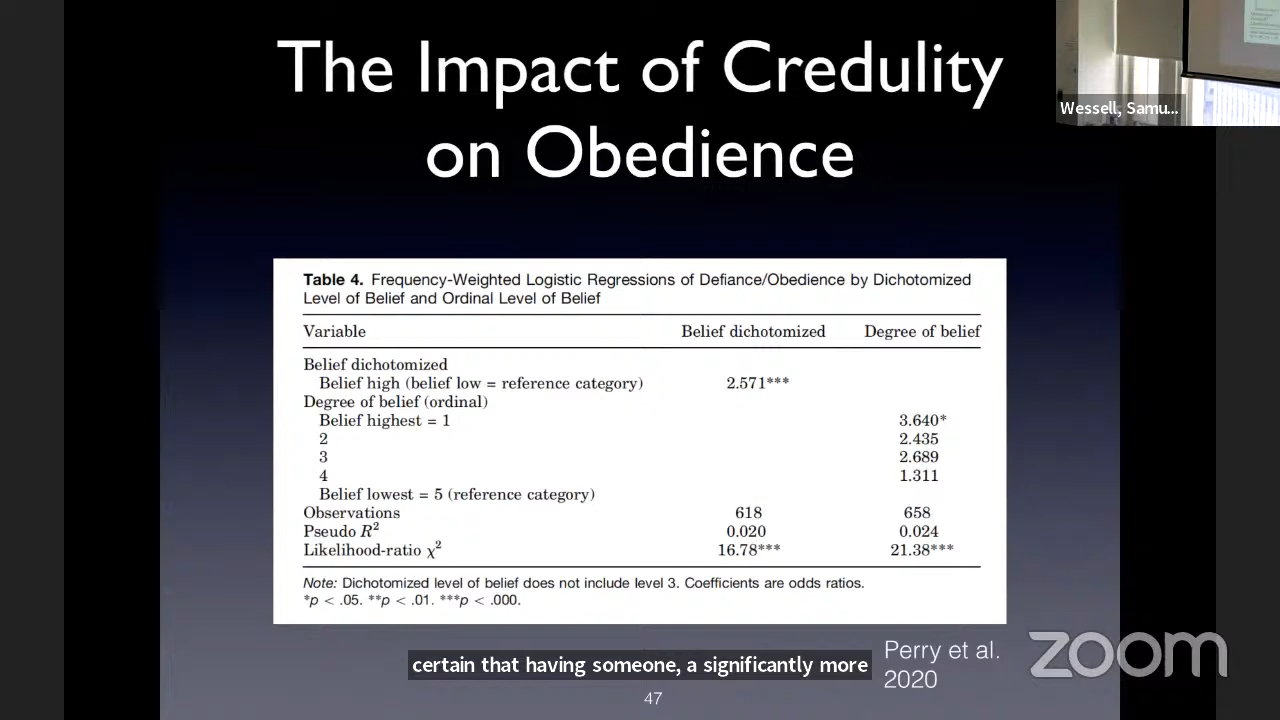 The Impact of Credulity
on Obedience
Wessell, Samu...
Table 4. Frequency-Weighted Logistic Regressions of Defiance/Obedience by Dichotomized
Level of Belief and Ordinal Level of Belief
Variable Belief dichotomized Degree of belief
Belief dichotomized
Belief high (belief low = reference category) 2.571***
Degree of belief (ordinal)
Belief highest = 1 3.640*
2 2.435
3 2.689
4 1.311
Belief lowest = 5 (reference category)
Observations 618 658
Pseudo R² 0.020 0.024
Likelihood-ratio χ² 16.78*** 21.38***
Note: Dichotomized level of belief does not include level 3. Coefficients are odds ratios.
*p < .05. **p < .01. ***p < .000.
certain that having someone, a significantly more
Perry et al.
2020
zoom
47